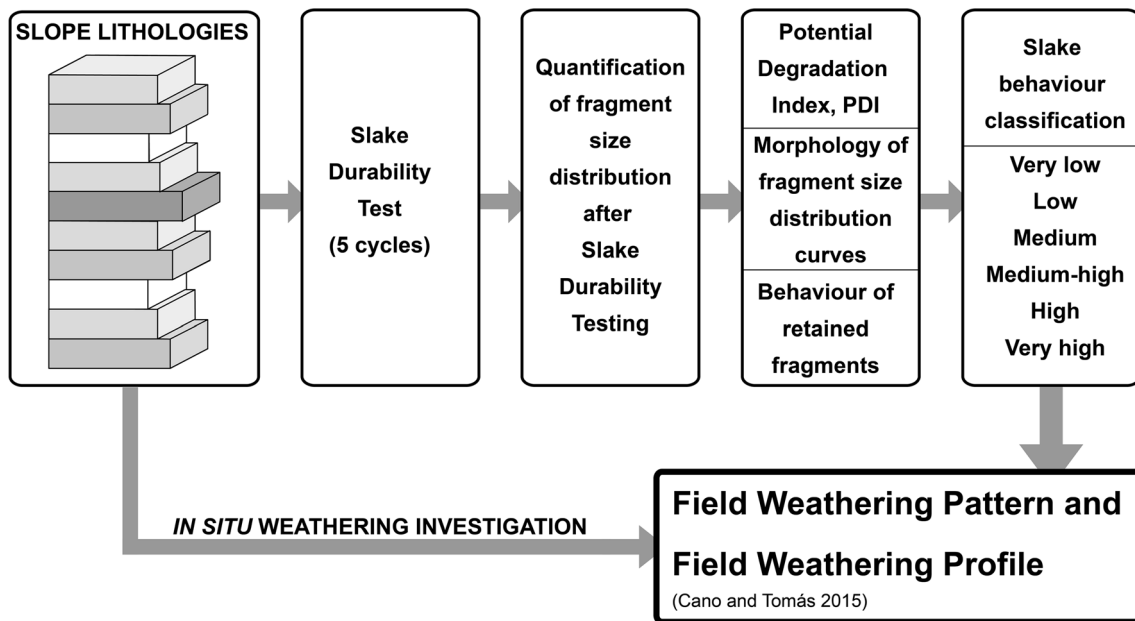 SLOPE LITHOLOGIES
Slake
Durability
Test
(5 cycles)
Quantification
of fragment
size
distribution
after
Slake
Durability
Testing
Potential
Degradation
Index, PDI
Morphology of
fragment size
distribution
curves
Behaviour of
retained
fragments
Slake
behaviour
classification
Very low
Low
Medium
Medium-high
High
Very high
IN SITU WEATHERING INVESTIGATION
Field Weathering Pattern and
Field Weathering Profile
(Cano and Tomás 2015)